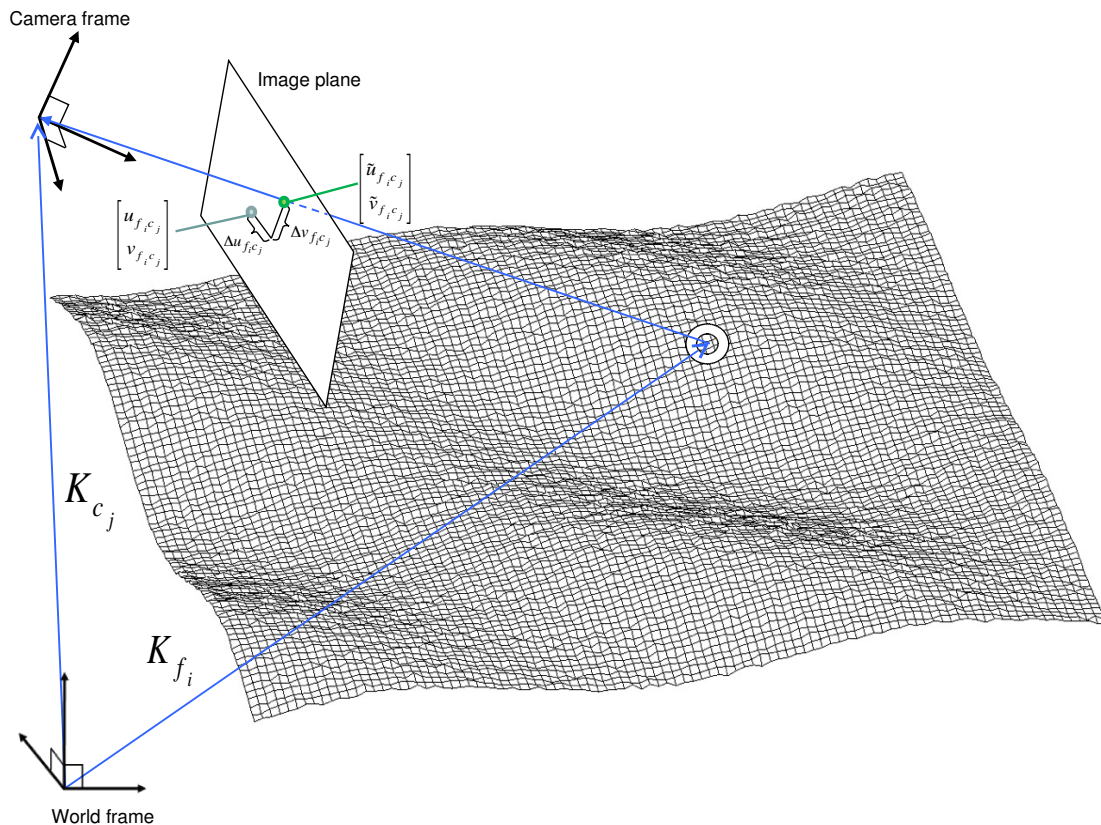 Camera frame
Image plane
[ũ_{f_i c_j}
ṽ_{f_i c_j}]
[u_{f_i c_j}
v_{f_i c_j}]
Δu_{f_i c_j} Δv_{f_i c_j}
K_{c_j}
K_{f_i}
World frame